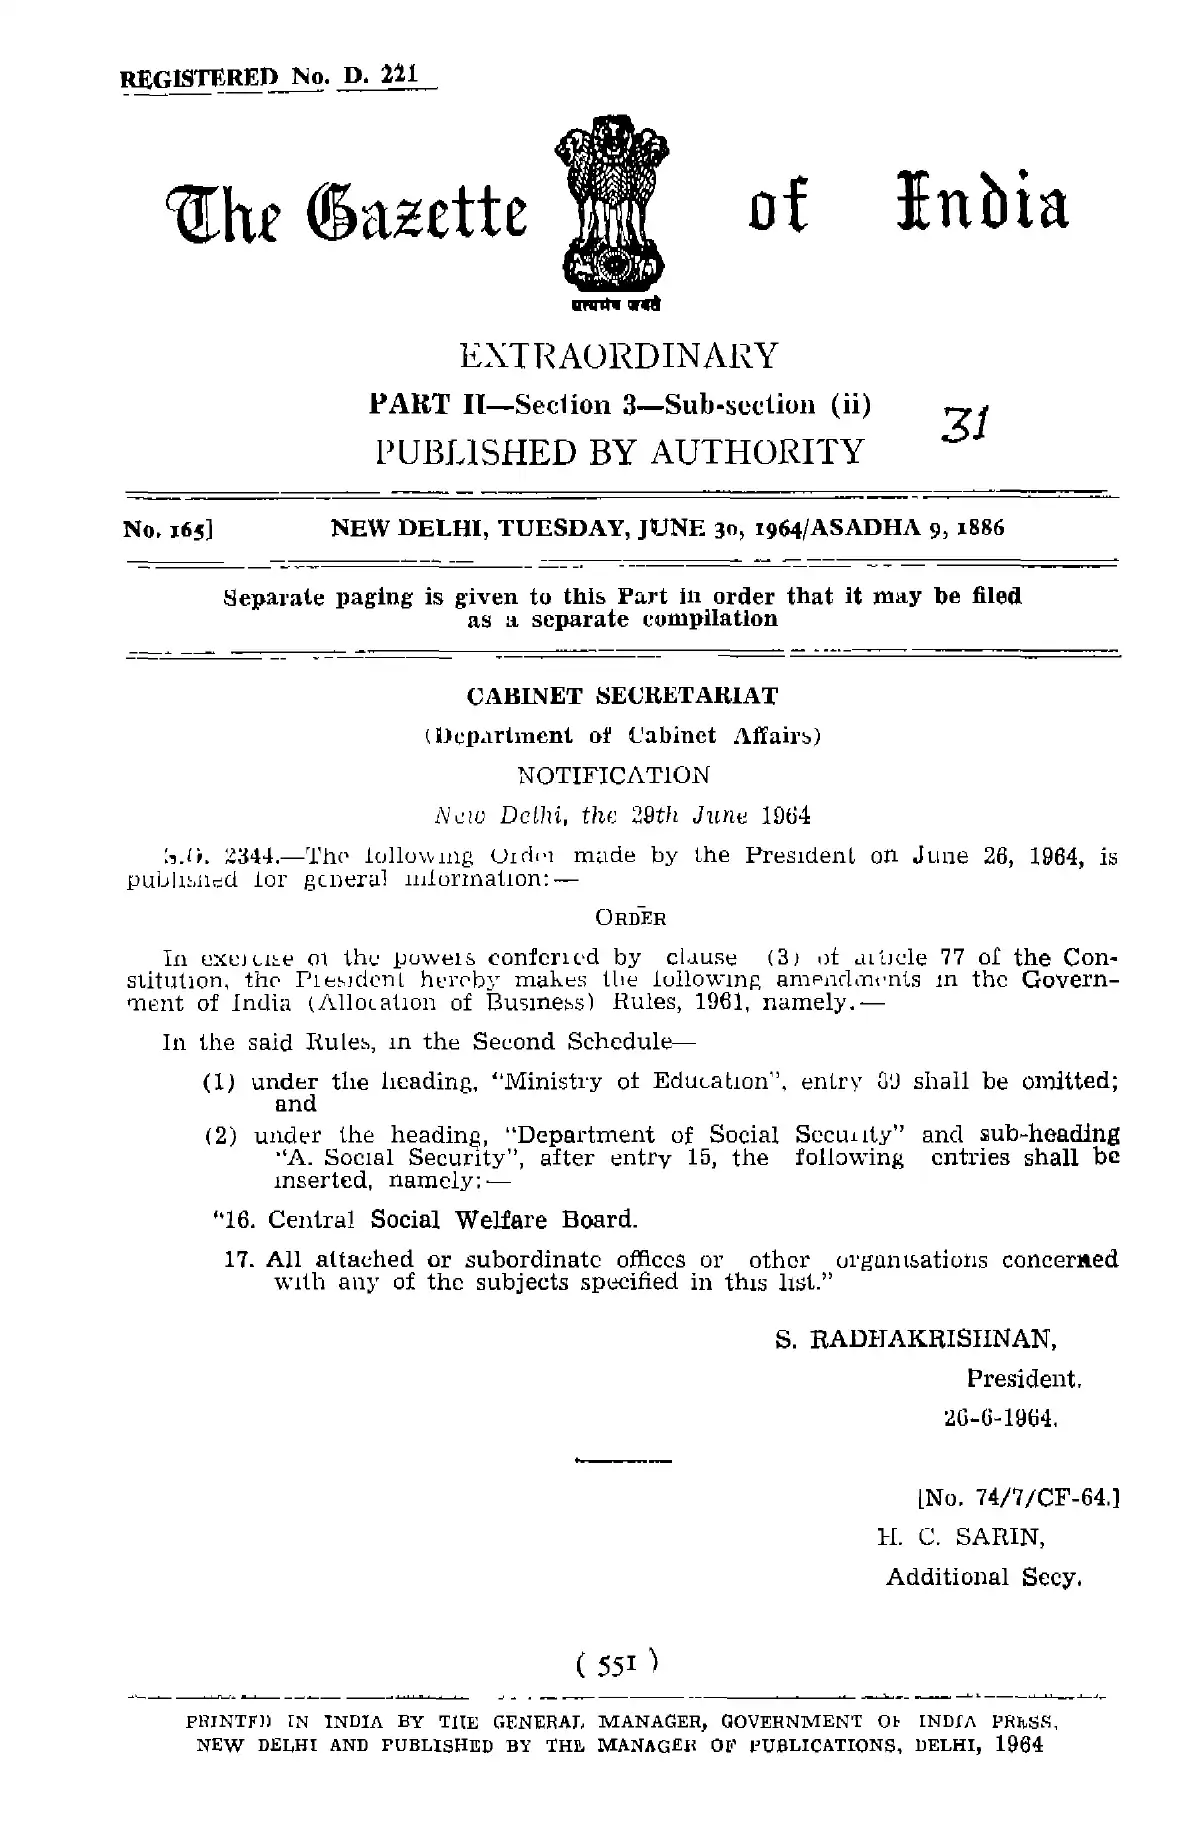 REGISTERED No. D. 221
The Gazette of India
सत्यमेव जयते
EXTRAORDINARY
PART II—Section 3—Sub-section (ii)
31
PUBLISHED BY AUTHORITY
No. 165] NEW DELHI, TUESDAY, JUNE 30, 1964/ASADHA 9, 1886
Separate paging is given to this Part in order that it may be filed
as a separate compilation
CABINET SECRETARIAT
(Department of Cabinet Affairs)
NOTIFICATION
New Delhi, the 29th June 1964
S.O. 2344.—The following Order made by the President on June 26, 1964, is
published for general information:—
ORDER
In exercise of the powers conferred by clause (3) of article 77 of the Con-
stitution, the President hereby makes the following amendments in the Govern-
ment of India (Allocation of Business) Rules, 1961, namely.—
In the said Rules, in the Second Schedule—
(1) under the heading, "Ministry of Education", entry shall be omitted;
and
(2) under the heading, "Department of Social Security" and sub-heading
"A. Social Security", after entry 15, the following entries shall be
inserted, namely:—
"16. Central Social Welfare Board.
17. All attached or subordinate offices or other organisations concerned
with any of the subjects specified in this list."
S. RADHAKRISHNAN,
President.
26-6-1964.
[No. 74/7/CF-64.]
H. C. SARIN,
Additional Secy.
( 551 )
PRINTED IN INDIA BY THE GENERAL MANAGER, GOVERNMENT OF INDIA PRESS,
NEW DELHI AND PUBLISHED BY THE MANAGER OF PUBLICATIONS, DELHI, 1964